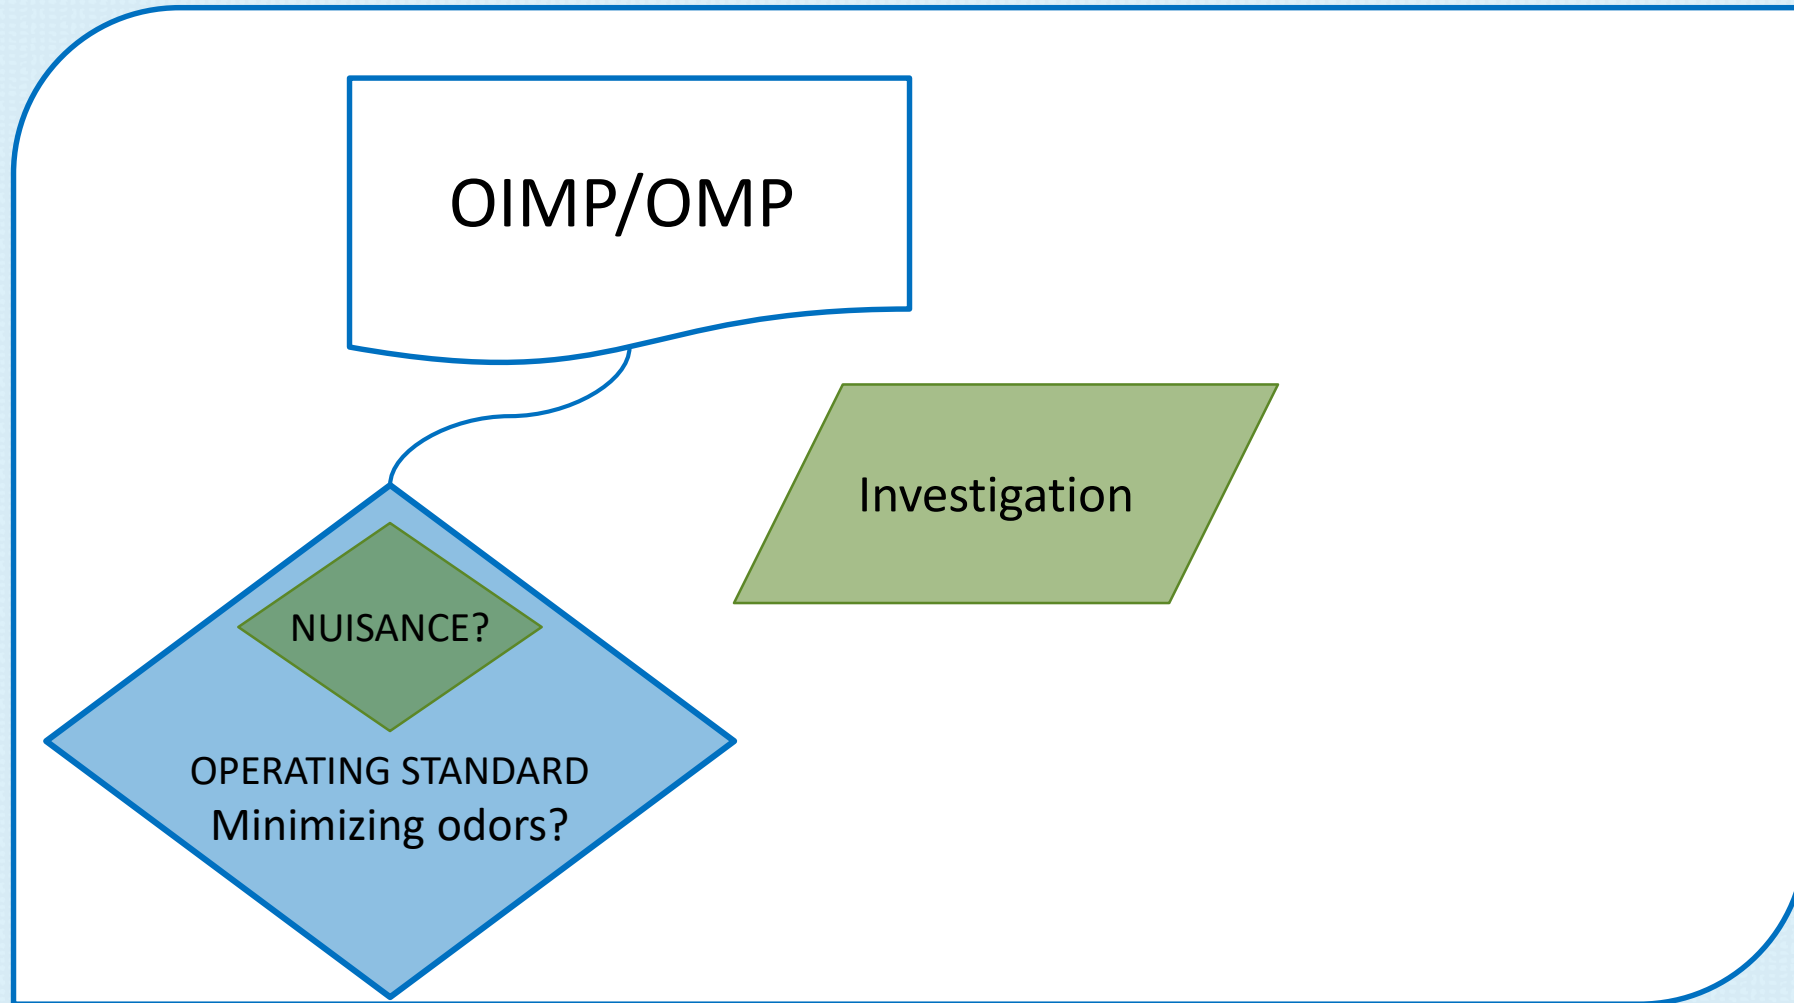 OIMP/OMP
Investigation
NUISANCE?
OPERATING STANDARD
Minimizing odors?